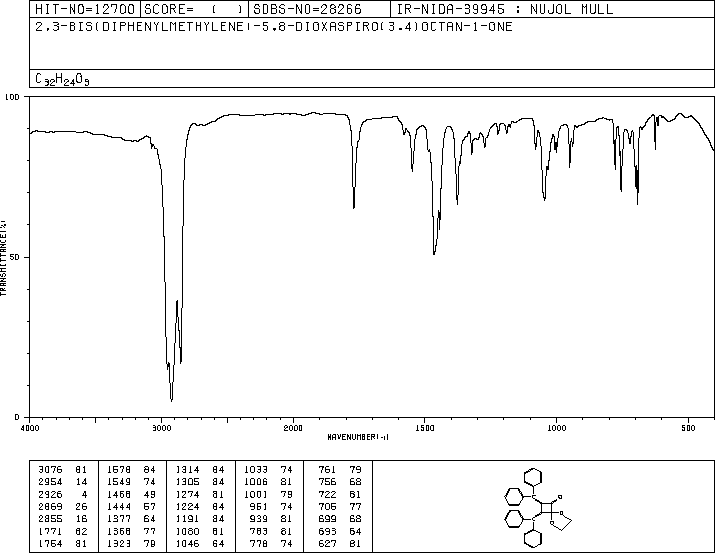 HIT-NO=12700 SCORE= ( ) SDBS-NO=28266 IR-NIDA-39945 : NUJOL MULL
2,3-BIS(DIPHENYLMETHYLENE)-5,8-DIOXASPIRO(3.4)OCTAN-1-ONE
C32H24O3
100
50
0
TRANSMITTANCE(%)
4000 3000 2000 1500 1000 500
WAVENUMBER(-1)
3076 81 1578 84 1314 84 1033 74 761 79
2954 14 1549 74 1305 84 1006 81 756 68
2926 4 1468 49 1274 81 1001 79 722 81
2869 26 1444 57 1224 84 951 74 706 77
2855 16 1377 64 1191 84 939 81 699 68
1771 62 1368 77 1080 81 783 81 693 64
1764 81 1323 79 1046 64 778 74 627 81
C O
C O
O